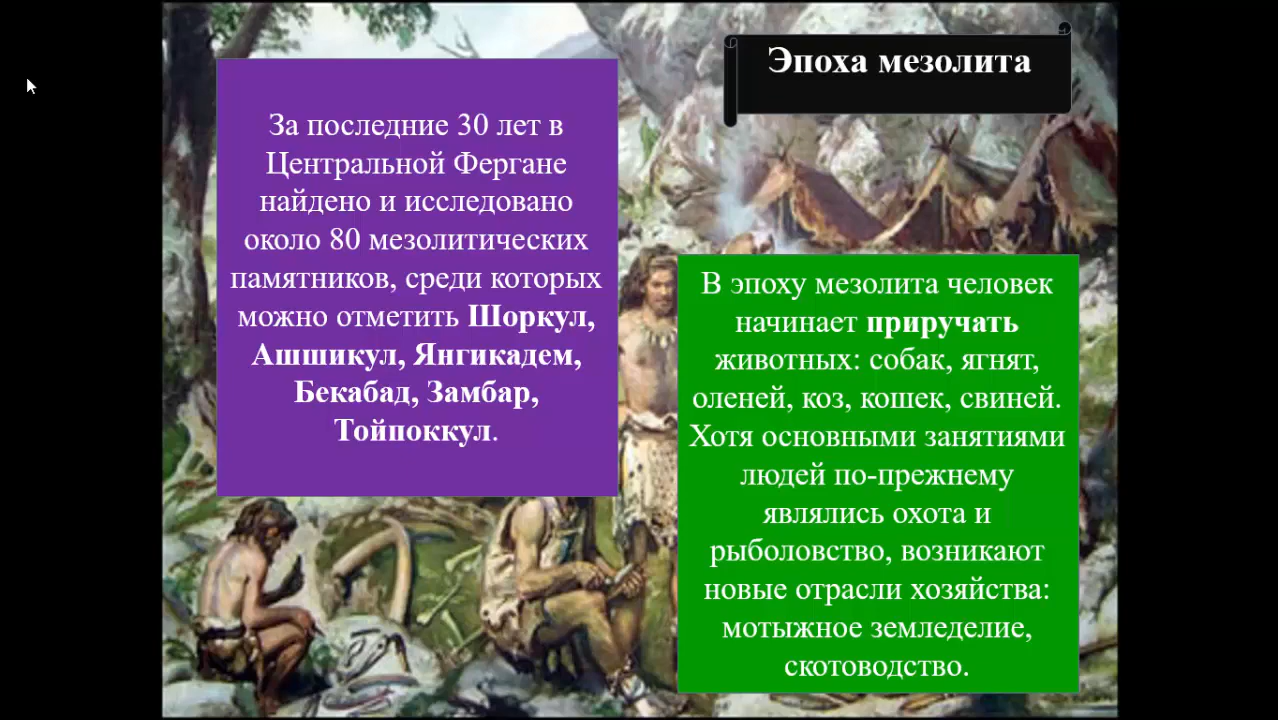 Эпоха мезолита
За последние 30 лет в
Центральной Фергане
найдено и исследовано
около 80 мезолитических
памятников, среди которых
можно отметить Шоркул,
Ашшикул, Янгикадем,
Бекабад, Замбар,
Тойпоккул.
В эпоху мезолита человек
начинает приручать
животных: собак, ягнят,
оленей, коз, кошек, свиней.
Хотя основными занятиями
людей по-прежнему
являлись охота и
рыболовство, возникают
новые отрасли хозяйства:
мотыжное земледелие,
скотоводство.